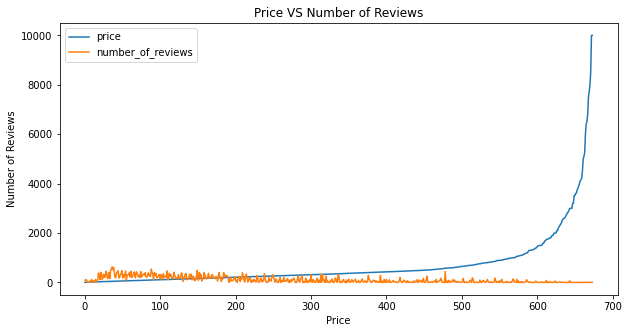 Price VS Number of Reviews
price
number_of_reviews
10000
8000
6000
4000
2000
0
Number of Reviews
0 100 200 300 400 500 600 700
Price